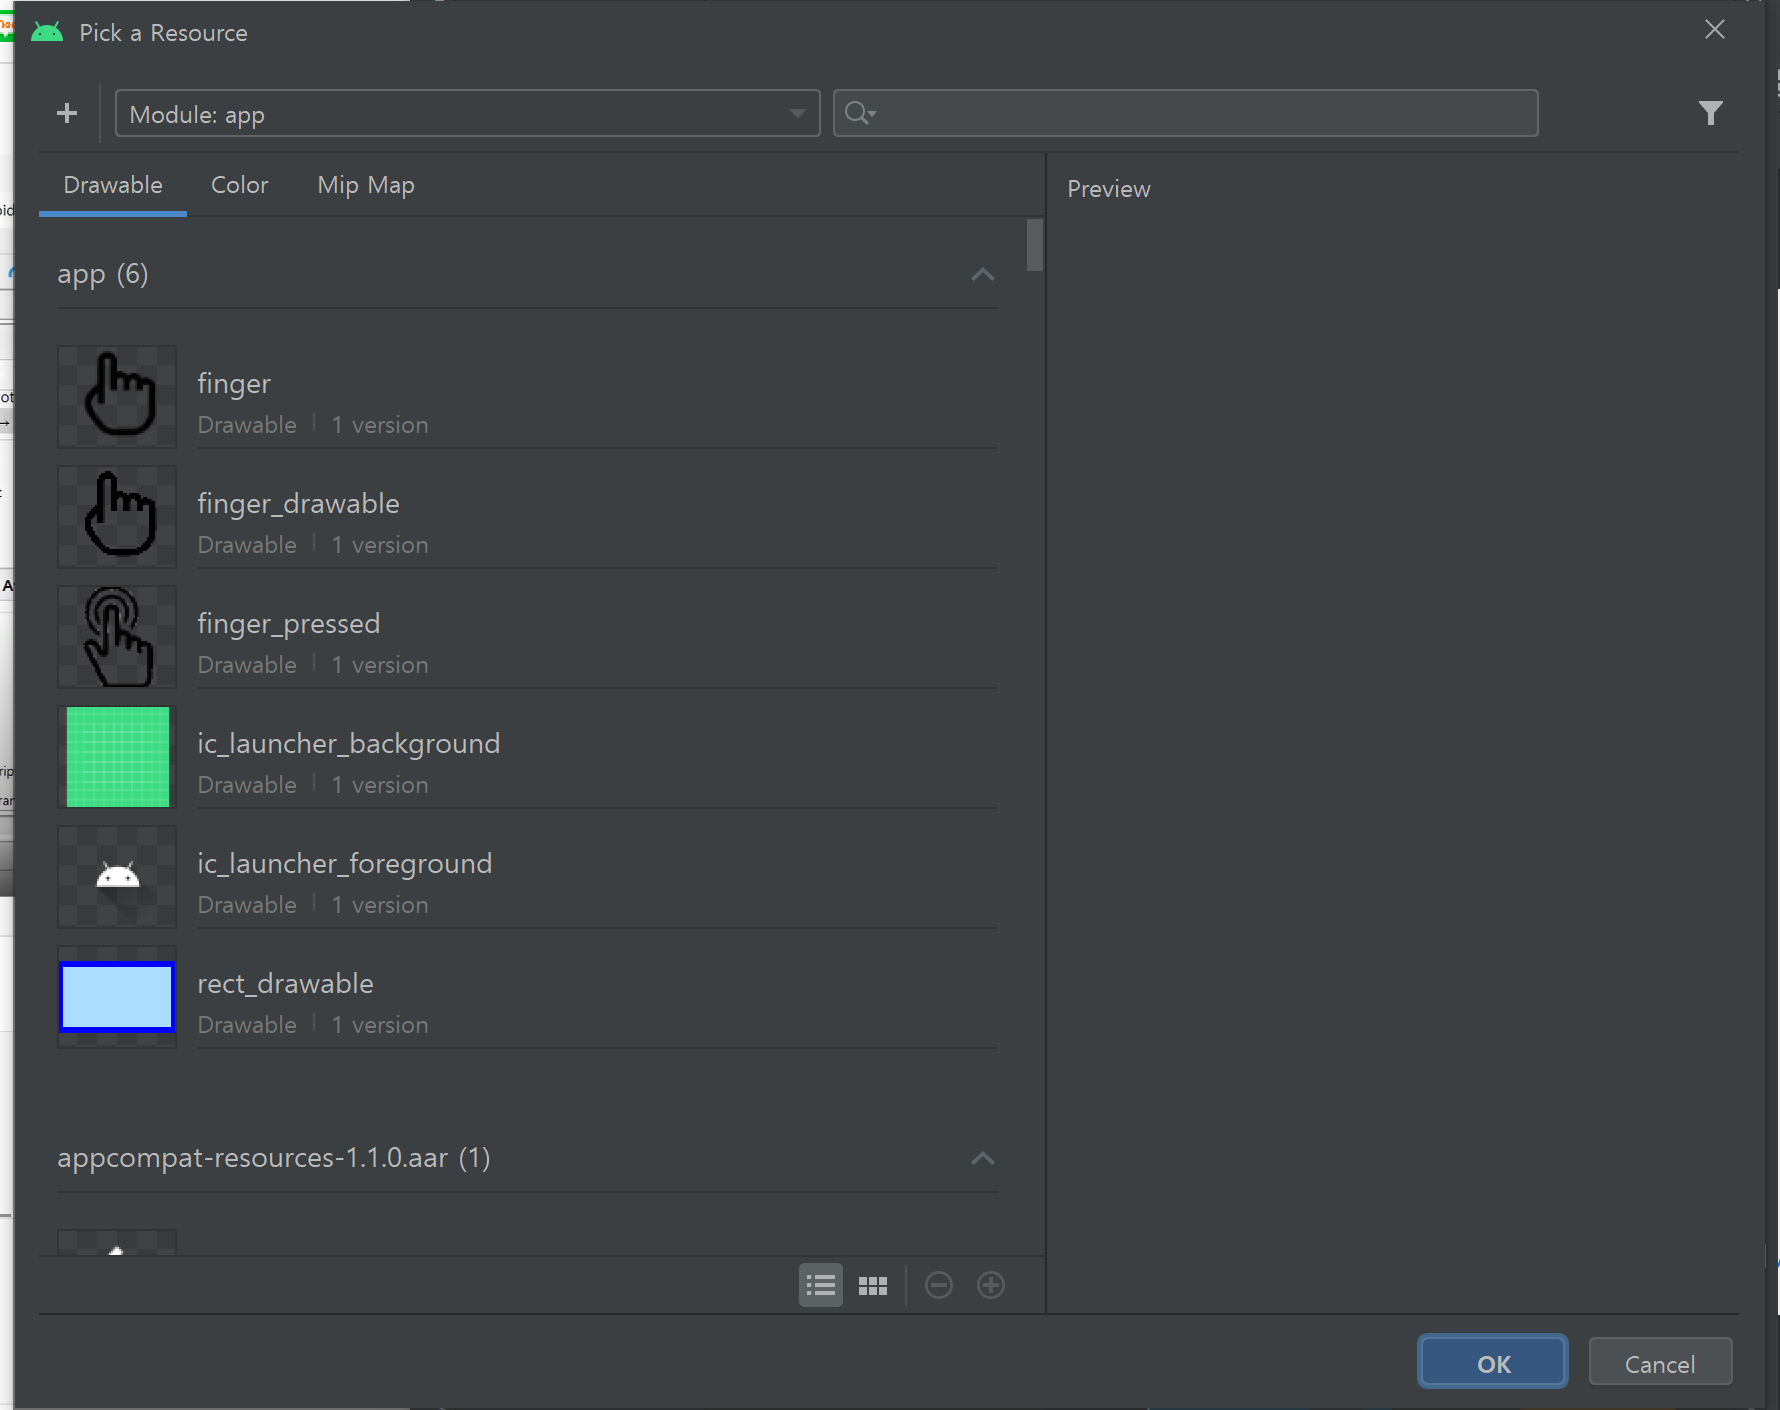 Pick a Resource
Module: app
Drawable Color Mip Map
Preview
app (6)
finger
Drawable 1 version
finger_drawable
Drawable 1 version
finger_pressed
Drawable 1 version
ic_launcher_background
Drawable 1 version
ic_launcher_foreground
Drawable 1 version
rect_drawable
Drawable 1 version
appcompat-resources-1.1.0.aar (1)
OK Cancel